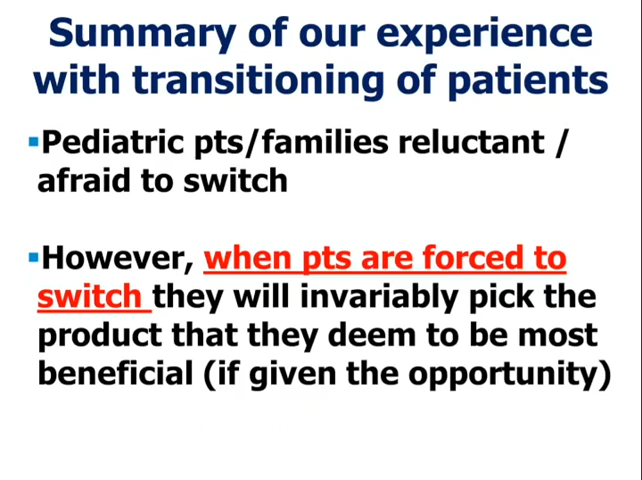 Summary of our experience
with transitioning of patients
▪Pediatric pts/families reluctant /
afraid to switch
▪However, when pts are forced to
switch they will invariably pick the
product that they deem to be most
beneficial (if given the opportunity)